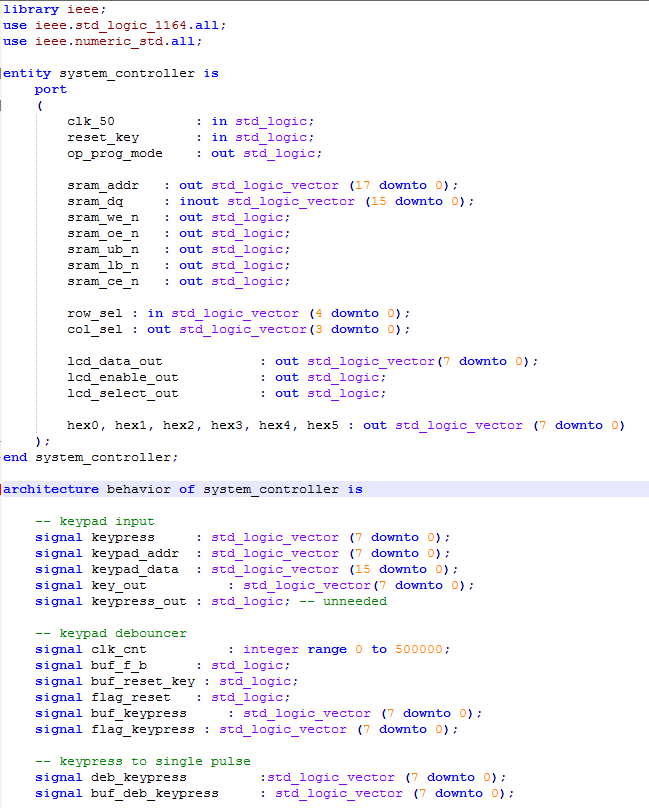 library ieee;
use ieee.std_logic_1164.all;
use ieee.numeric_std.all;
entity system_controller is
port
(
clk_50 : in std_logic;
reset_key : in std_logic;
op_prog_mode : out std_logic;
sram_addr : out std_logic_vector (17 downto 0);
sram_dq : inout std_logic_vector (15 downto 0);
sram_we_n : out std_logic;
sram_oe_n : out std_logic;
sram_ub_n : out std_logic;
sram_lb_n : out std_logic;
sram_ce_n : out std_logic;
row_sel : in std_logic_vector (4 downto 0);
col_sel : out std_logic_vector(3 downto 0);
lcd_data_out : out std_logic_vector(7 downto 0);
lcd_enable_out : out std_logic;
lcd_select_out : out std_logic;
hex0, hex1, hex2, hex3, hex4, hex5 : out std_logic_vector (7 downto 0)
);
end system_controller;
architecture behavior of system_controller is
-- keypad input
signal keypress : std_logic_vector (7 downto 0);
signal keypad_addr : std_logic_vector (7 downto 0);
signal keypad_data : std_logic_vector (15 downto 0);
signal key_out : std_logic_vector(7 downto 0);
signal keypress_out : std_logic; -- unneeded
-- keypad debouncer
signal clk_cnt : integer range 0 to 500000;
signal buf_f_b : std_logic;
signal buf_reset_key : std_logic;
signal flag_reset : std_logic;
signal buf_keypress : std_logic_vector (7 downto 0);
signal flag_keypress : std_logic_vector (7 downto 0);
-- keypress to single pulse
signal deb_keypress :std_logic_vector (7 downto 0);
signal buf_deb_keypress : std_logic_vector (7 downto 0);